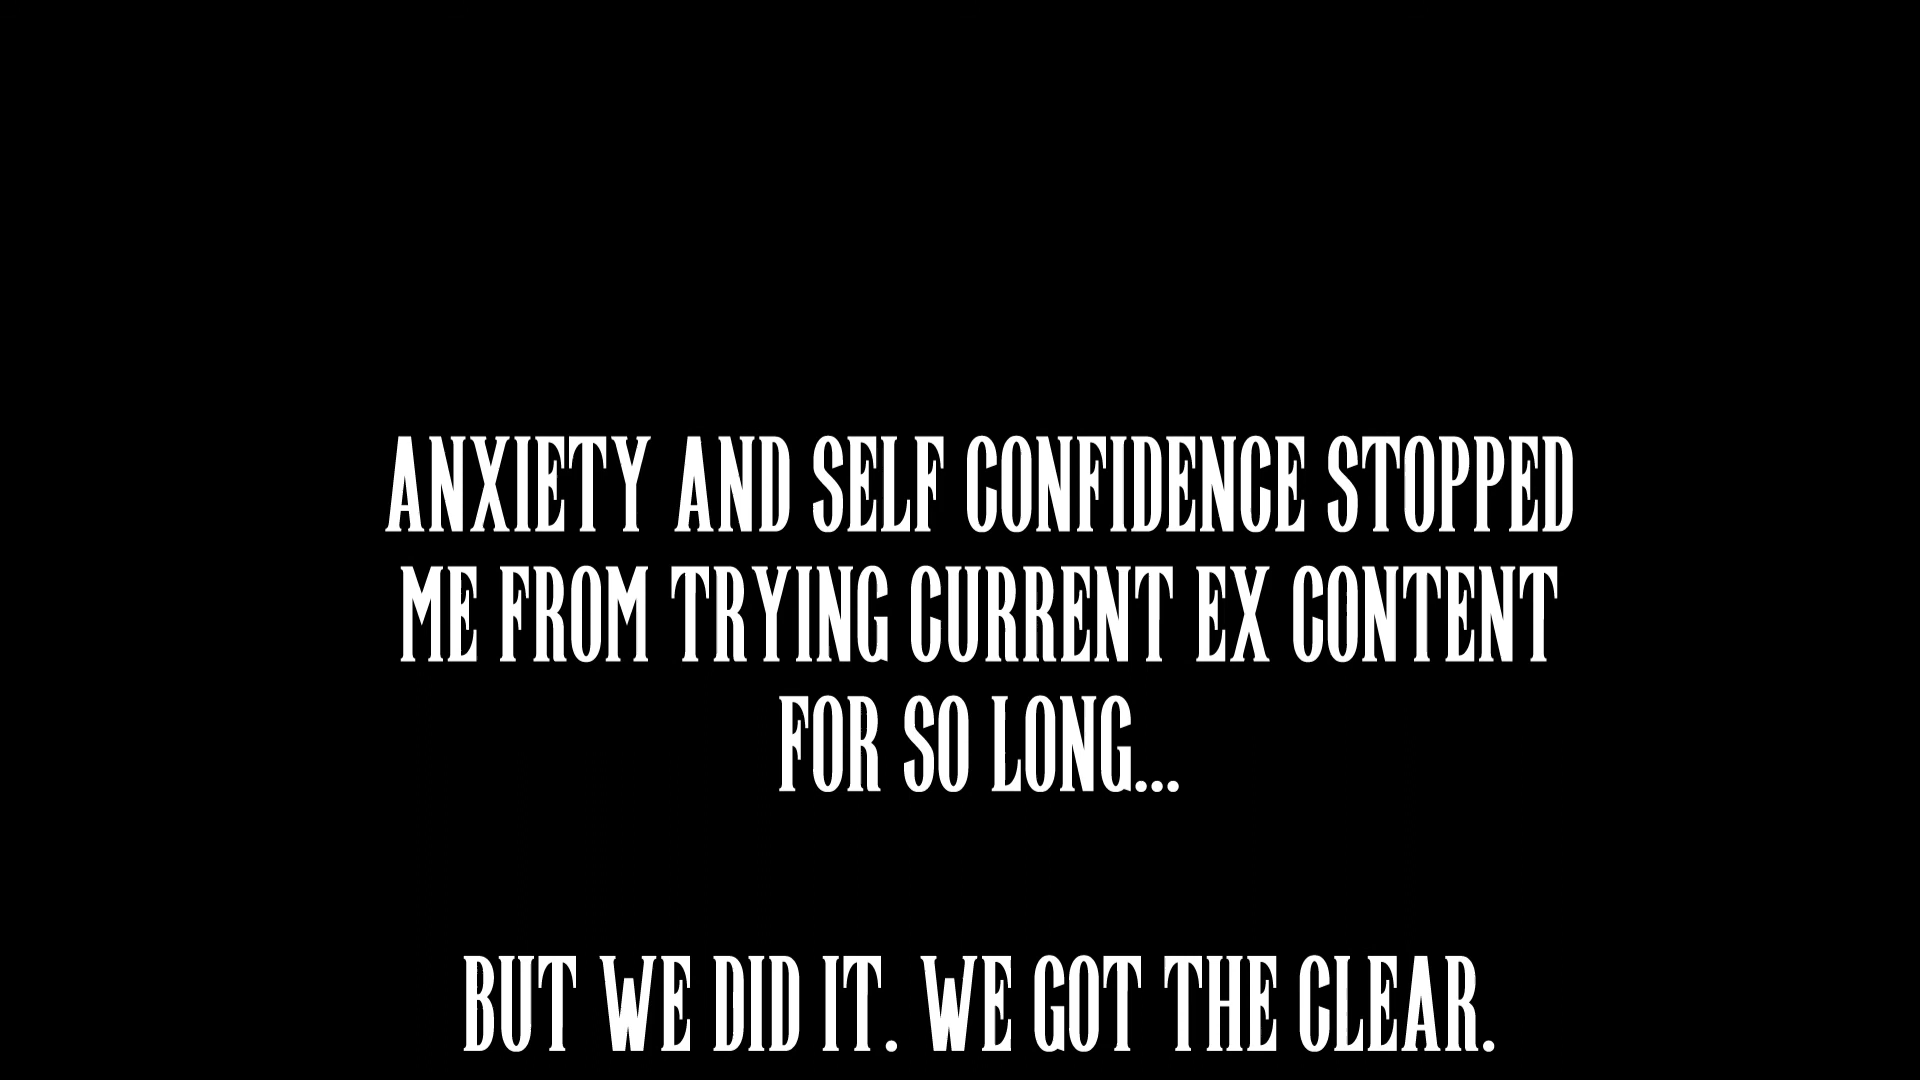 ANXIETY AND SELF CONFIDENCE STOPPED
ME FROM TRYING CURRENT EX CONTENT
FOR SO LONG...
BUT WE DID IT. WE GOT THE CLEAR.